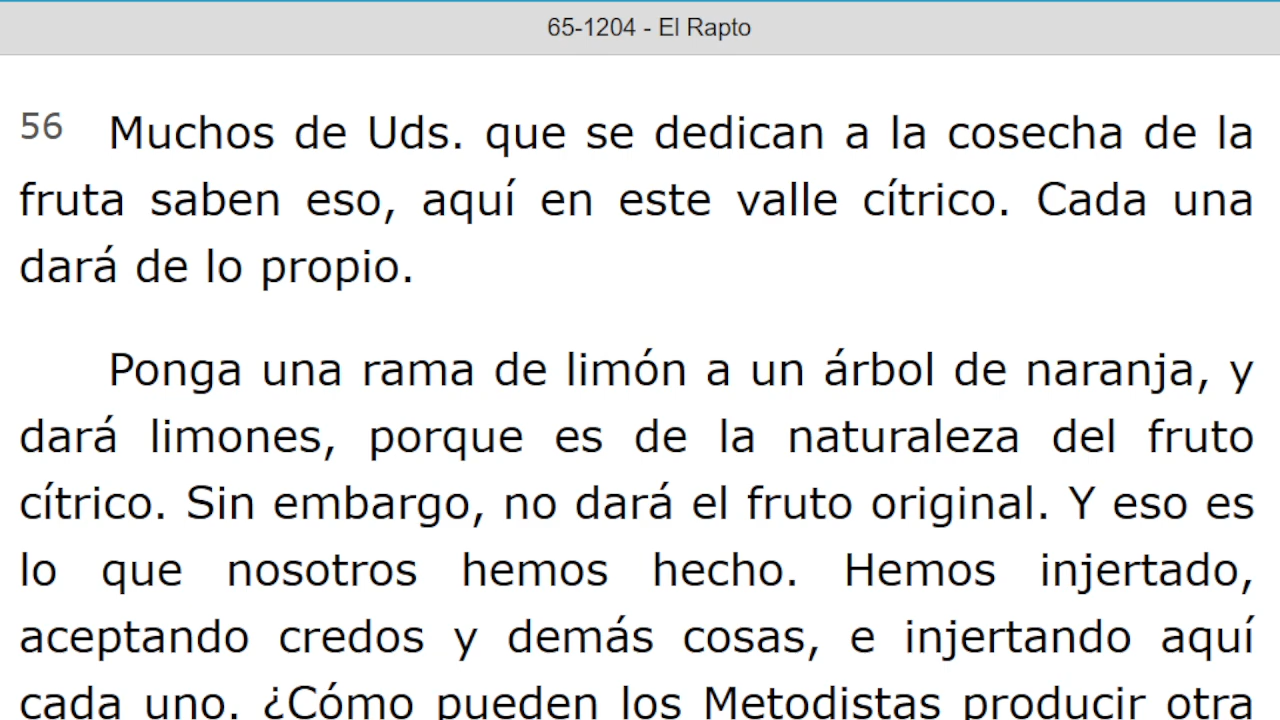 65-1204 - El Rapto
56 Muchos de Uds. que se dedican a la cosecha de la
fruta saben eso, aquí en este valle cítrico. Cada una
dará de lo propio.
Ponga una rama de limón a un árbol de naranja, y
dará limones, porque es de la naturaleza del fruto
cítrico. Sin embargo, no dará el fruto original. Y eso es
lo que nosotros hemos hecho. Hemos injertado,
aceptando credos y demás cosas, e injertando aquí
cada uno. ¿Cómo pueden los Metodistas producir otra